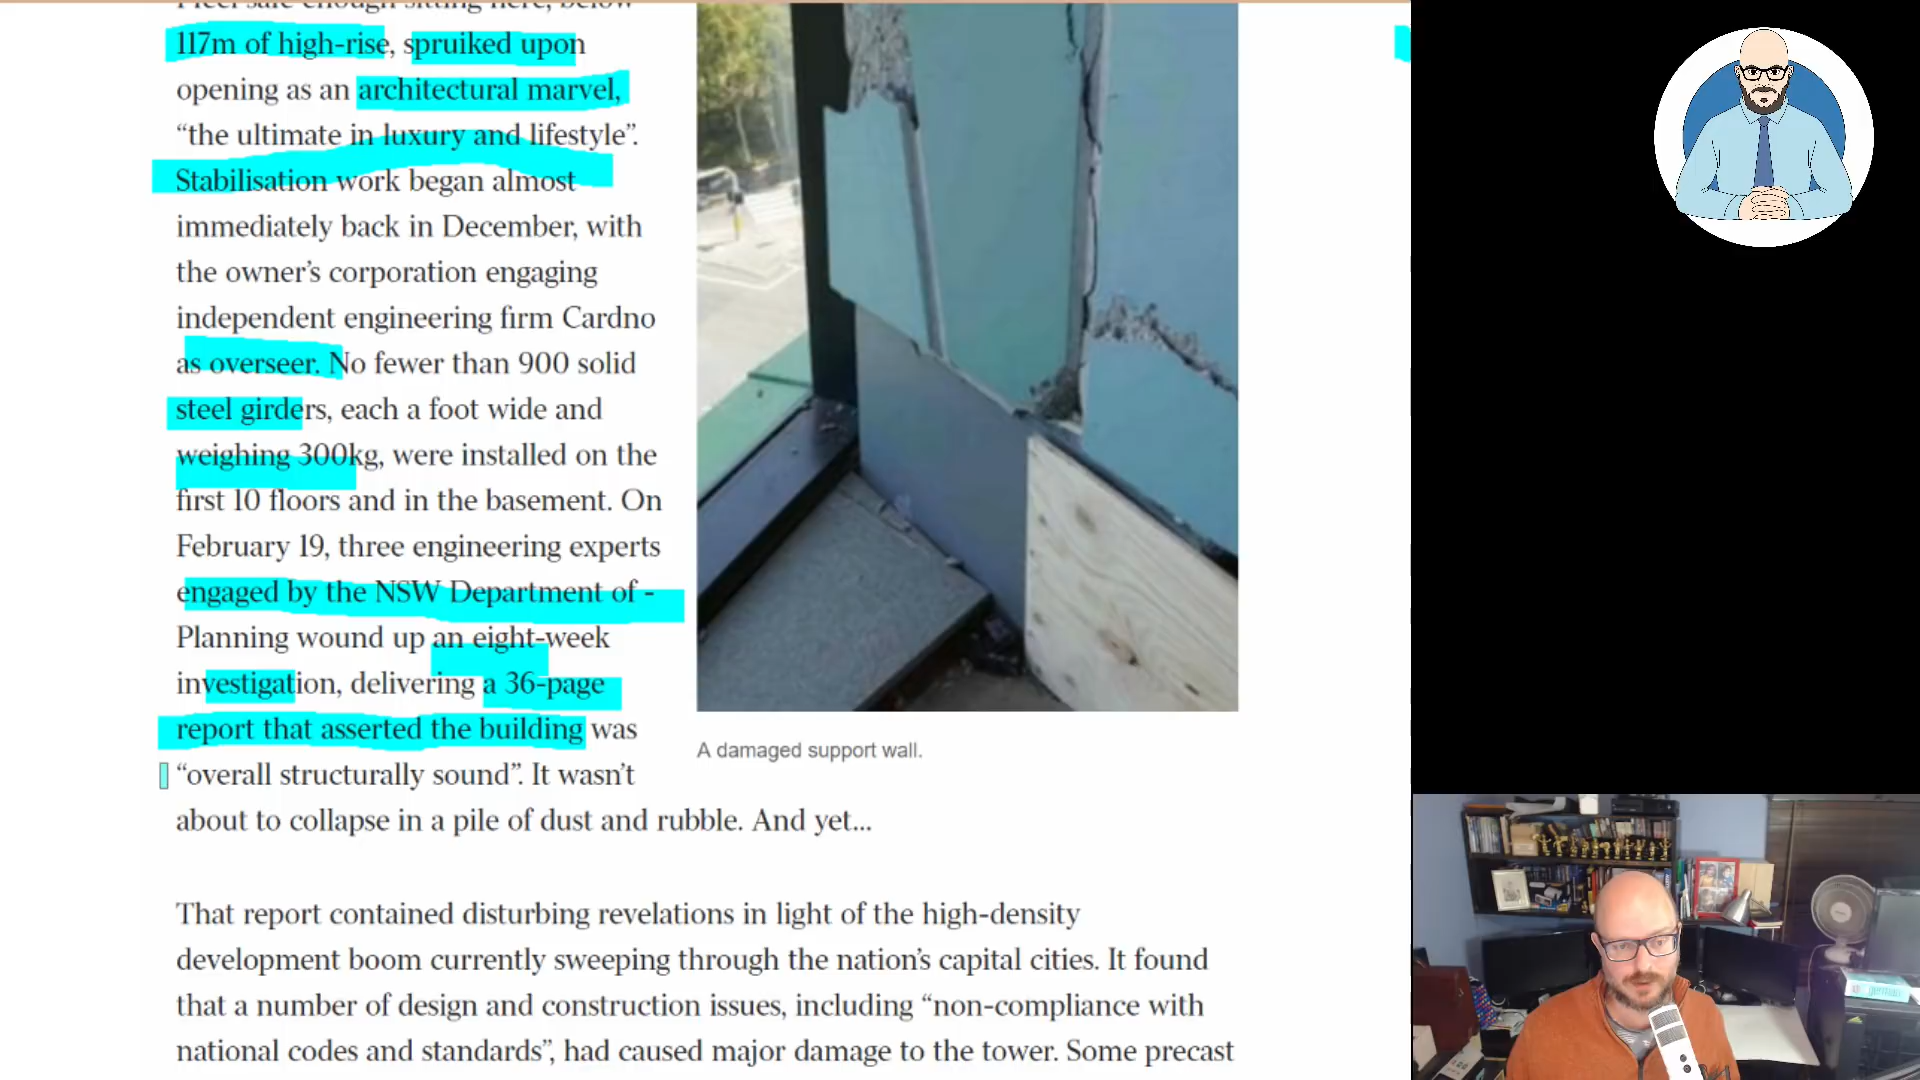 I feel safe enough sitting here, below
117m of high-rise, spruiked upon
opening as an architectural marvel,
“the ultimate in luxury and lifestyle”.
Stabilisation work began almost
immediately back in December, with
the owner’s corporation engaging
independent engineering firm Cardno
as overseer. No fewer than 900 solid
steel girders, each a foot wide and
weighing 300kg, were installed on the
first 10 floors and in the basement. On
February 19, three engineering experts
engaged by the NSW Department of -
Planning wound up an eight-week
investigation, delivering a 36-page
report that asserted the building was
“overall structurally sound”. It wasn’t
about to collapse in a pile of dust and rubble. And yet...
A damaged support wall.
That report contained disturbing revelations in light of the high-density
development boom currently sweeping through the nation’s capital cities. It found
that a number of design and construction issues, including “non-compliance with
national codes and standards”, had caused major damage to the tower. Some precast
german